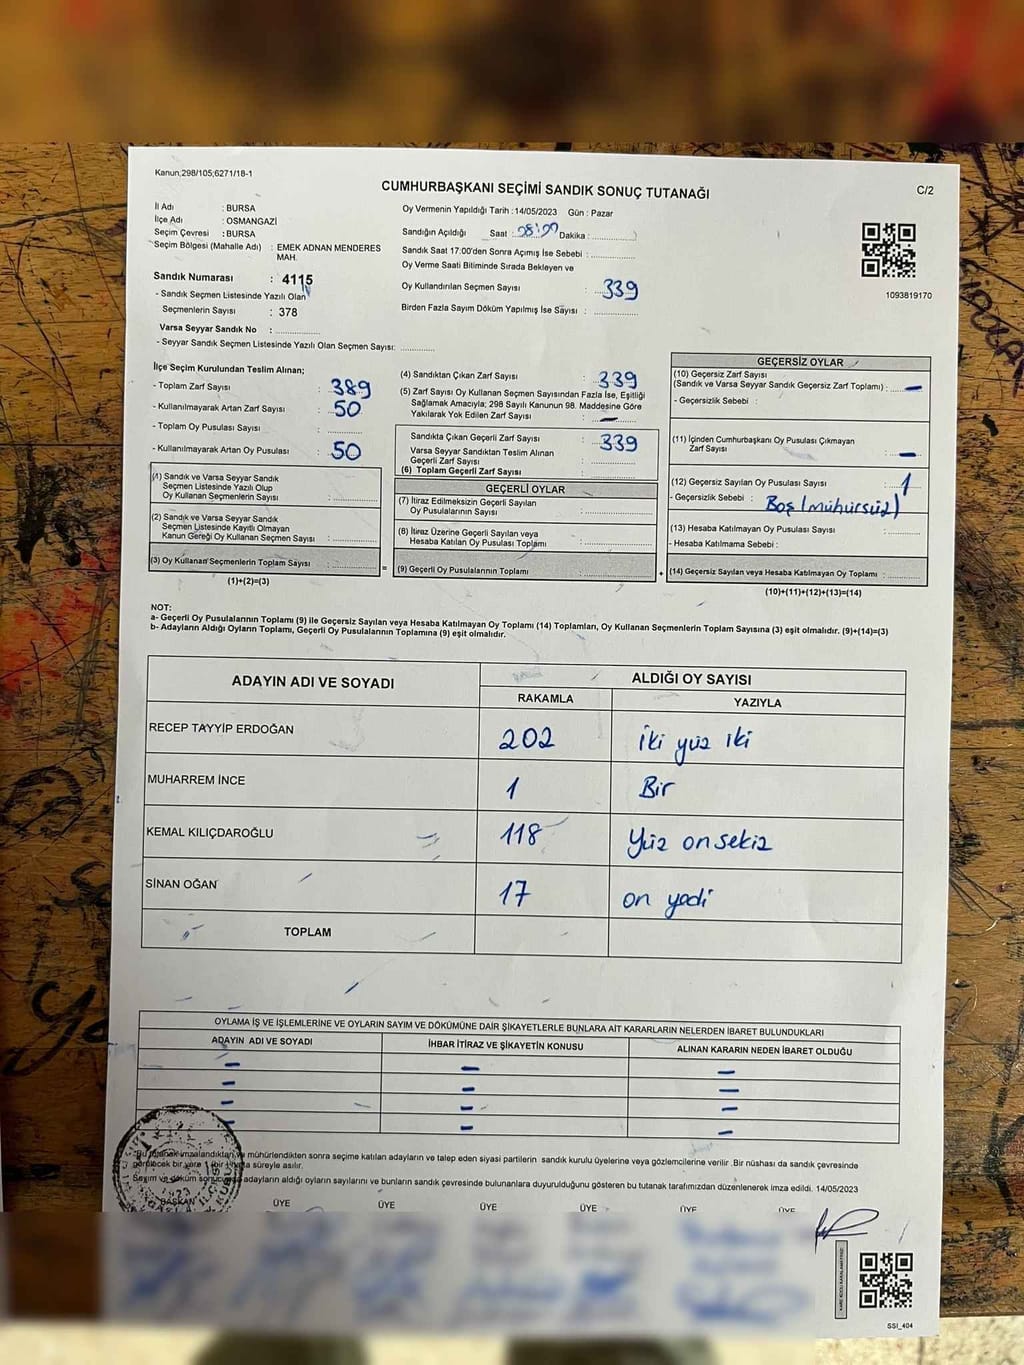 Kanun,298/105;6271/18-1
CUMHURBAŞKANI SEÇİMİ SANDIK SONUÇ TUTANAĞI
C/2
İl Adı : BURSA
İlçe Adı : OSMANGAZİ
Seçim Çevresi : BURSA
Seçim Bölgesi (Mahalle Adı) : EMEK ADNAN MENDERES MAH.
Sandık Numarası : 4115
- Sandık Seçmen Listesinde Yazılı Olan
Seçmenlerin Sayısı : 378
Varsa Seyyar Sandık No : ..............
- Seyyar Sandık Seçmen Listesinde Yazılı Olan Seçmen Sayısı: ............
Oy Vermenin Yapıldığı Tarih : 14/05/2023 Gün : Pazar
Sandığın Açıldığı Saat : 08:00 Dakika : ..............
Sandık Saat 17:00'den Sonra Açımış İse Sebebi : ..............
Oy Verme Saati Bitiminde Sırada Bekleyen ve
Oy Kullandırılan Seçmen Sayısı : 339
Birden Fazla Sayım Döküm Yapılmış İse Sayısı : ..............
1093819170
İlçe Seçim Kurulundan Teslim Alınan;
- Toplam Zarf Sayısı : 389
- Kullanılmayarak Artan Zarf Sayısı : 50
- Toplam Oy Pusulası Sayısı : ..............
- Kullanılmayarak Artan Oy Pusulası : 50
(1) Sandık ve Varsa Seyyar Sandık
Seçmen Listesinde Yazılı Olup
Oy Kullanan Seçmenlerin Sayısı : ..............
(2) Sandık ve Varsa Seyyar Sandık
Seçmen Listesinde Kayıtlı Olmayan
Kanun Gereği Oy Kullanan Seçmen Sayısı : ..............
(3) Oy Kullanan Seçmenlerin Toplam Sayısı : ..............
(1)+(2)=(3)
(4) Sandıktan Çıkan Zarf Sayısı : 339
(5) Zarf Sayısı Oy Kullanan Seçmen Sayısından Fazla İse, Eşitliği
Sağlamak Amacıyla; 298 Sayılı Kanunun 98. Maddesine Göre
Yakılarak Yok Edilen Zarf Sayısı : —
Sandıkta Çıkan Geçerli Zarf Sayısı : 339
Varsa Seyyar Sandıktan Teslim Alınan
Geçerli Zarf Sayısı : ..............
(6) Toplam Geçerli Zarf Sayısı : ..............
GEÇERLİ OYLAR
(7) İtiraz Edilmeksizin Geçerli Sayılan
Oy Pusulalarının Sayısı : ..............
(8) İtiraz Üzerine Geçerli Sayılan veya
Hesaba Katılan Oy Pusulası Toplamı : ..............
= (9) Geçerli Oy Pusulalarının Toplamı : ..............
GEÇERSİZ OYLAR
(10) Geçersiz Zarf Sayısı
(Sandık ve Varsa Seyyar Sandık Geçersiz Zarf Toplamı) : —
- Geçersizlik Sebebi :
(11) İçinden Cumhurbaşkanı Oy Pusulası Çıkmayan
Zarf Sayısı : —
(12) Geçersiz Sayılan Oy Pusulası Sayısı : 1
- Geçersizlik Sebebi : Boş (mühürsüz)
(13) Hesaba Katılmayan Oy Pusulası Sayısı : ..............
- Hesaba Katılmama Sebebi :
+ (14) Geçersiz Sayılan veya Hesaba Katılmayan Oy Toplamı : ..............
(10)+(11)+(12)+(13)=(14)
NOT:
a- Geçerli Oy Pusulalarının Toplamı (9) ile Geçersiz Sayılan veya Hesaba Katılmayan Oy Toplamı (14) Toplamları, Oy Kullanan Seçmenlerin Toplam Sayısına (3) eşit olmalıdır. (9)+(14)=(3)
b- Adayların Aldığı Oyların Toplamı, Geçerli Oy Pusulalarının Toplamına (9) eşit olmalıdır.
ADAYIN ADI VE SOYADI
ALDIĞI OY SAYISI
RAKAMLA YAZIYLA
RECEP TAYYİP ERDOĞAN 202 İki yüz iki
MUHARREM İNCE 1 Bir
KEMAL KILIÇDAROĞLU 118 Yüz onsekiz
SİNAN OĞAN 17 on yedi
TOPLAM
OYLAMA İŞ VE İŞLEMLERİNE VE OYLARIN SAYIM VE DÖKÜMÜNE DAİR ŞİKAYETLERLE BUNLARA AİT KARARLARIN NELERDEN İBARET BULUNDUKLARI
ADAYIN ADI VE SOYADI İHBAR İTİRAZ VE ŞİKAYETİN KONUSU ALINAN KARARIN NEDEN İBARET OLDUĞU
— — —
— — —
— — —
— — —
Bu tutanak imzalandıktan ve mühürlendikten sonra seçime katılan adayların ve talep eden siyasi partilerin sandık kurulu üyelerine veya gözlemcilerine verilir .Bir nüshası da sandık çevresinde
görülecek bir yere 1 (bir) hafta süreyle asılır.
Sayım ve döküm sonucunda adayların aldığı oyların sayılarını ve bunların sandık çevresinde bulunanlara duyurulduğunu gösteren bu tutanak tarafımızdan düzenlenerek imza edildi. 14/05/2023
BAŞKAN ÜYE ÜYE ÜYE ÜYE ÜYE ÜYE
SSI_404